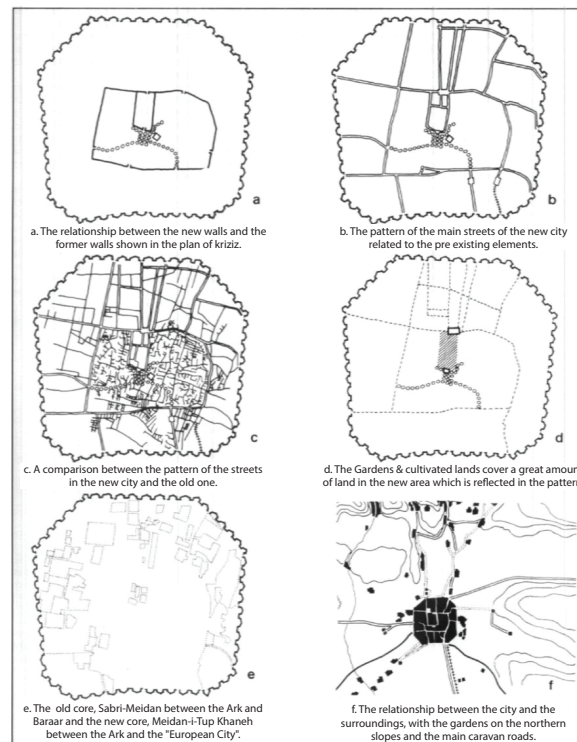 a
a. The relationship between the new walls and the
former walls shown in the plan of kriziz.
b
b. The pattern of the main streets of the new city
related to the pre existing elements.
c
c. A comparison between the pattern of the streets
in the new city and the old one.
d
d. The Gardens & cultivated lands cover a great amoun
of land in the new area which is reflected in the pattern
e
e. The old core, Sabri-Meidan between the Ark and
Baraar and the new core, Meidan-i-Tup Khaneh
between the Ark and the "European City".
f
f. The relationship between the city and the
surroundings, with the gardens on the northern
slopes and the main caravan roads.